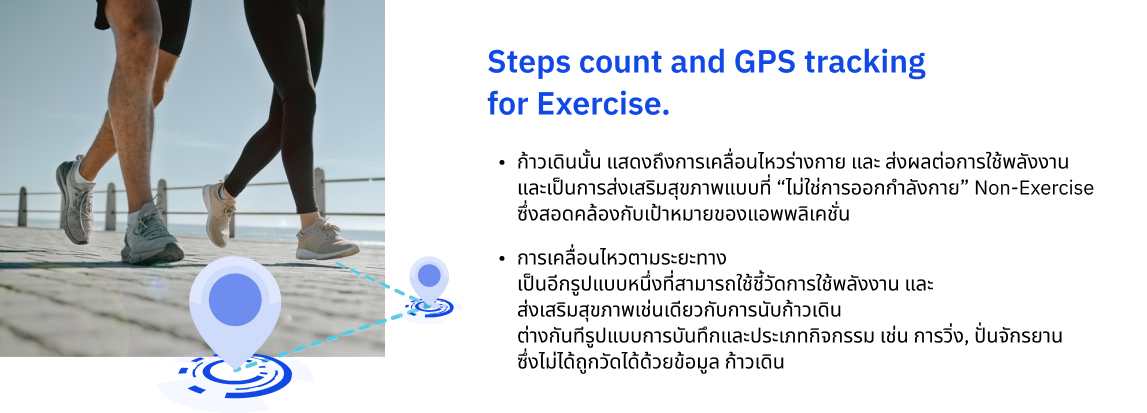 Steps count and GPS tracking
for Exercise.
• ก้าวเดินนั้น แสดงถึงการเคลื่อนไหวร่างกาย และ ส่งผลต่อการใช้พลังงาน
และเป็นการส่งเสริมสุขภาพแบบที่ “ไม่ใช่การออกกำลังกาย” Non-Exercise
ซึ่งสอดคล้องกับเป้าหมายของแอพพลิเคชั่น
• การเคลื่อนไหวตามระยะทาง
เป็นอีกรูปแบบหนึ่งที่สามารถใช้ชี้วัดการใช้พลังงาน และ
ส่งเสริมสุขภาพเช่นเดียวกับการนับก้าวเดิน
ต่างกันทีรูปแบบการบันทึกและประเภทกิจกรรม เช่น การวิ่ง, ปั่นจักรยาน
ซึ่งไม่ได้ถูกวัดได้ด้วยข้อมูล ก้าวเดิน